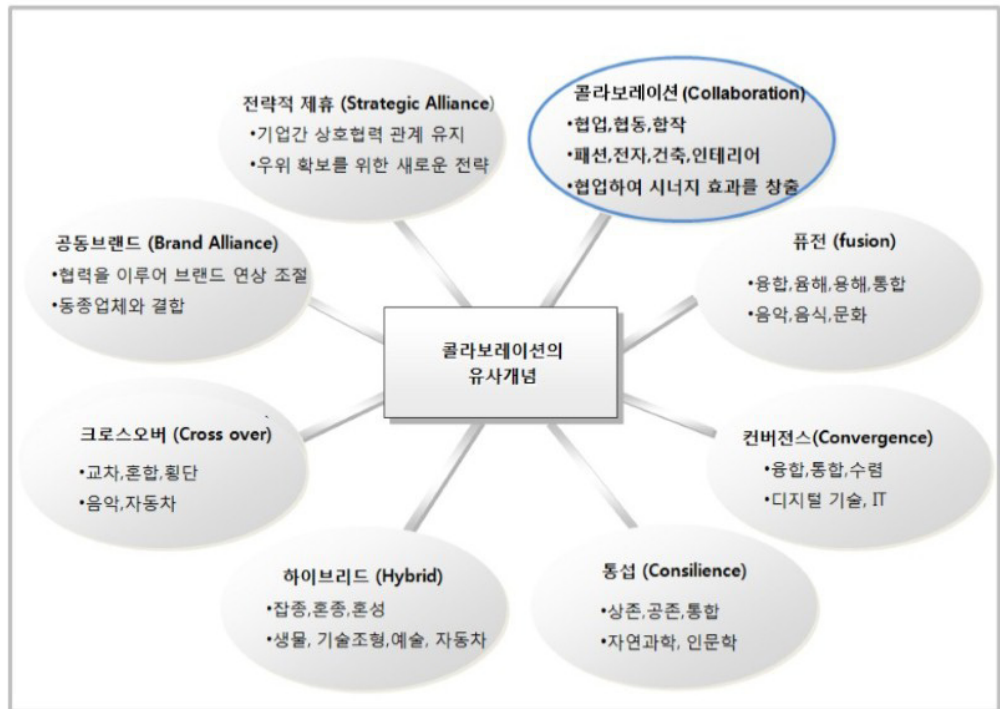 전략적 제휴 (Strategic Alliance)
•기업간 상호협력 관계 유지
•우위 확보를 위한 새로운 전략
콜라보레이션 (Collaboration)
•협업,협동,합작
•패션,전자,건축,인테리어
•협업하여 시너지 효과를 창출
공동브랜드 (Brand Alliance)
•협력을 이루어 브랜드 연상 조절
•동종업체와 결합
퓨전 (fusion)
•융합,융해,용해,통합
•음악,음식,문화
콜라보레이션의
유사개념
크로스오버 (Cross over)
•교차,혼합,횡단
•음악,자동차
컨버전스(Convergence)
•융합,통합,수렴
•디지털 기술, IT
하이브리드 (Hybrid)
•잡종,혼종,혼성
•생물, 기술조형,예술, 자동차
통섭 (Consilience)
•상존,공존,통합
•자연과학, 인문학